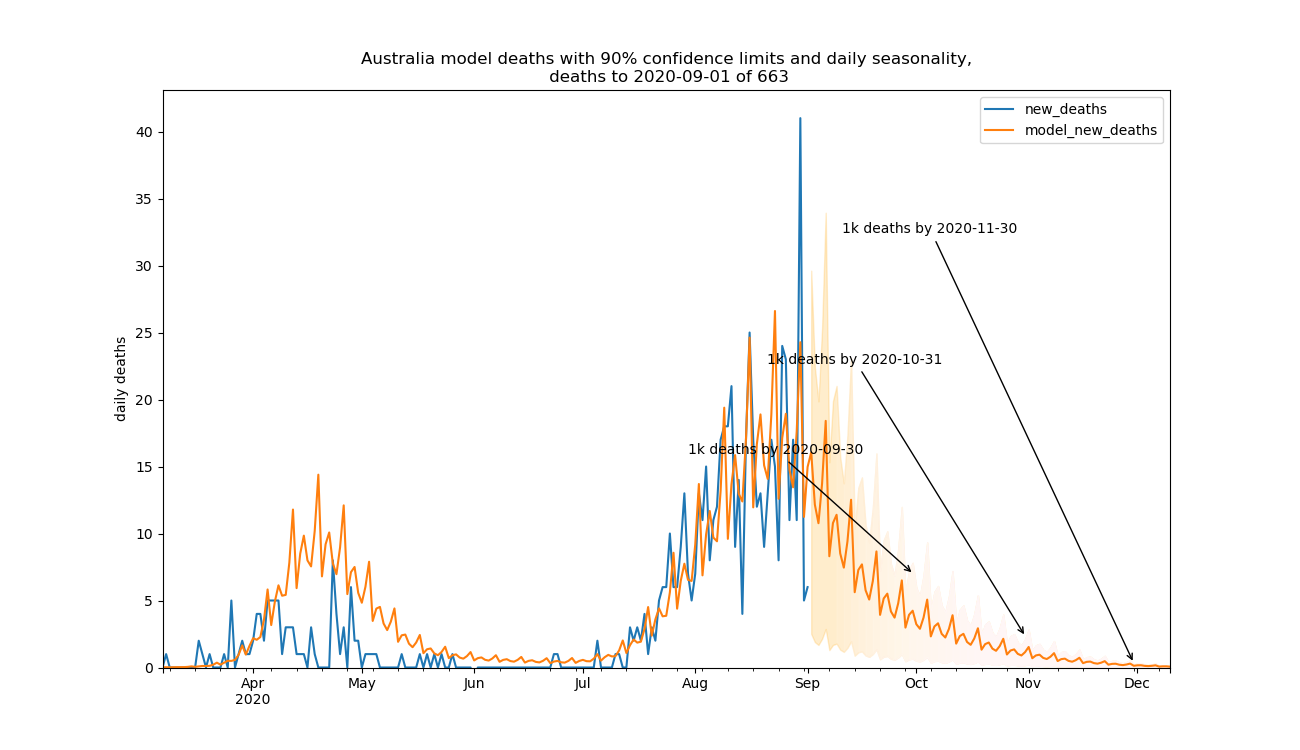 Australia model deaths with 90% confidence limits and daily seasonality,
deaths to 2020-09-01 of 663
new_deaths
model_new_deaths
daily deaths
40
35
30
25
20
15
10
5
0
1k deaths by 2020-11-30
1k deaths by 2020-10-31
1k deaths by 2020-09-30
Apr
2020
May
Jun
Jul
Aug
Sep
Oct
Nov
Dec